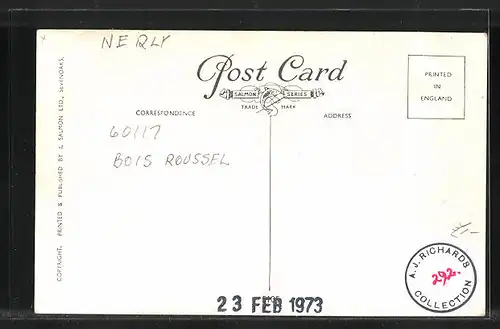 NERLY
Post Card
SALMON SERIES
TRADE MARK
PRINTED
IN
ENGLAND
CORRESPONDENCE
ADDRESS
60117
BOIS ROUSSEL
COPYRIGHT. PRINTED & PUBLISHED BY J. SALMON LTD., SEVENOAKS.
£1-
A. J. RICHARDS
292.
COLLECTION
23 FEB 1973